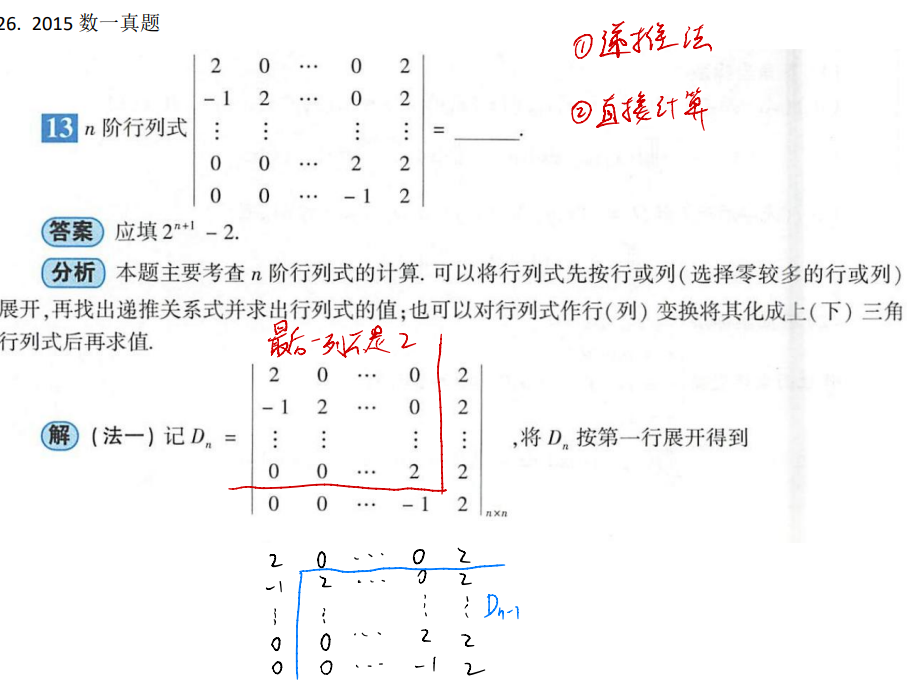 26. 2015 数一真题
①递推法
2 0 ⋯ 0 2
-1 2 ⋯ 0 2
②直接计算
13 n 阶行列式 ⋮ ⋮ ⋮ ⋮ = ______.
0 0 ⋯ 2 2
0 0 ⋯ -1 2
答案 应填 2ⁿ⁺¹ - 2.
分析 本题主要考查 n 阶行列式的计算. 可以将行列式先按行或列(选择零较多的行或列)
展开,再找出递推关系式并求出行列式的值;也可以对行列式作行(列) 变换将其化成上(下) 三角
行列式后再求值.
最后一列不是2
2 0 ⋯ 0 2
-1 2 ⋯ 0 2
解 (法一) 记 Dₙ = ⋮ ⋮ ⋮ ⋮ ,将 Dₙ 按第一行展开得到
0 0 ⋯ 2 2
0 0 ⋯ -1 2 n×n
2 0 ⋯ 0 2
-1 2 ⋯ 0 2
⋮ ⋮ ⋮ ⋮ Dn-1
0 0 ⋯ 2 2
0 0 ⋯ -1 2